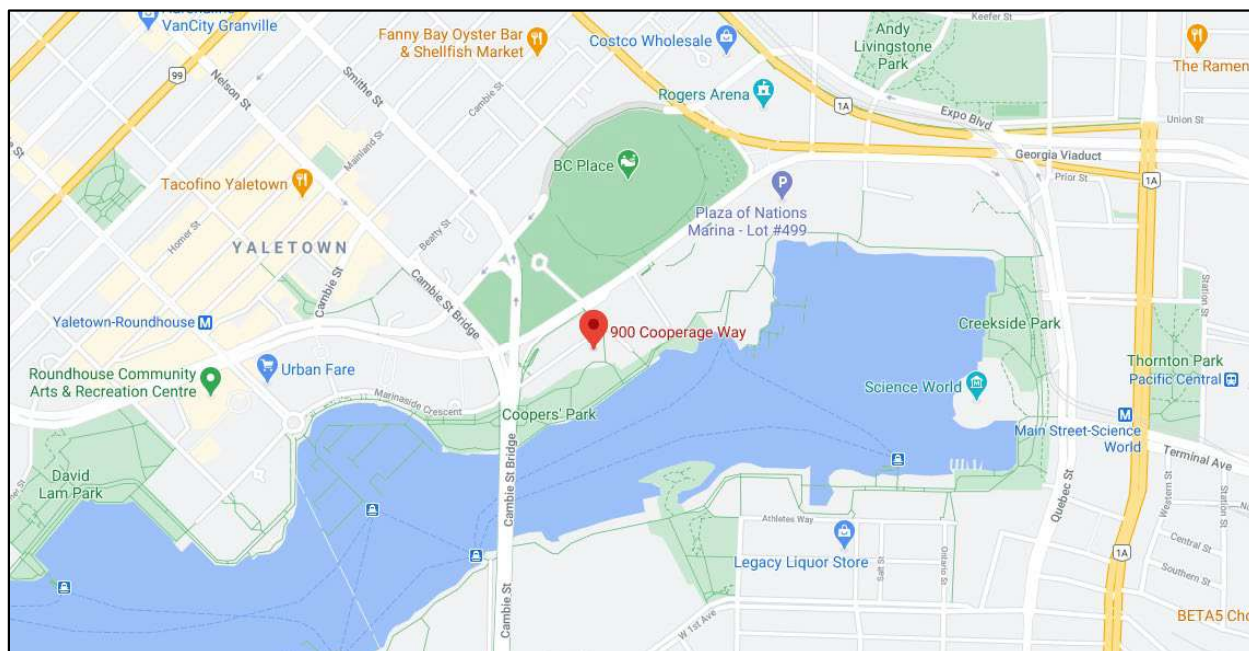 Adrenaline
VanCity Granville
Fanny Bay Oyster Bar
& Shellfish Market
Costco Wholesale
Keefer St
Andy
Livingstone
Park
The Ramen
99
Nelson St
Smithe St
Cambie St
Rogers Arena
1A
Expo Blvd
Union St
Mainland St
BC Place
Georgia Viaduct
Prior St
1A
Tacofino Yaletown
P
Plaza of Nations
Marina - Lot #499
Homer St
YALETOWN
Beatty St
Cambie St
Cambie St Bridge
Station St
Yaletown-Roundhouse
M
900 Cooperage Way
Creekside Park
Thornton Park
Pacific Central
Roundhouse Community
Arts & Recreation Centre
Urban Fare
Marinaside Crescent
Coopers' Park
Science World
M
Main Street-Science
World
Terminal Ave
David
Lam Park
Cambie St Bridge
Quebec St
Western St
Station St
Athletes Way
Legacy Liquor Store
Salt St
Ontario St
1A
Central St
Southern St
Cambie St
W 1st Ave
BETA5 Cho